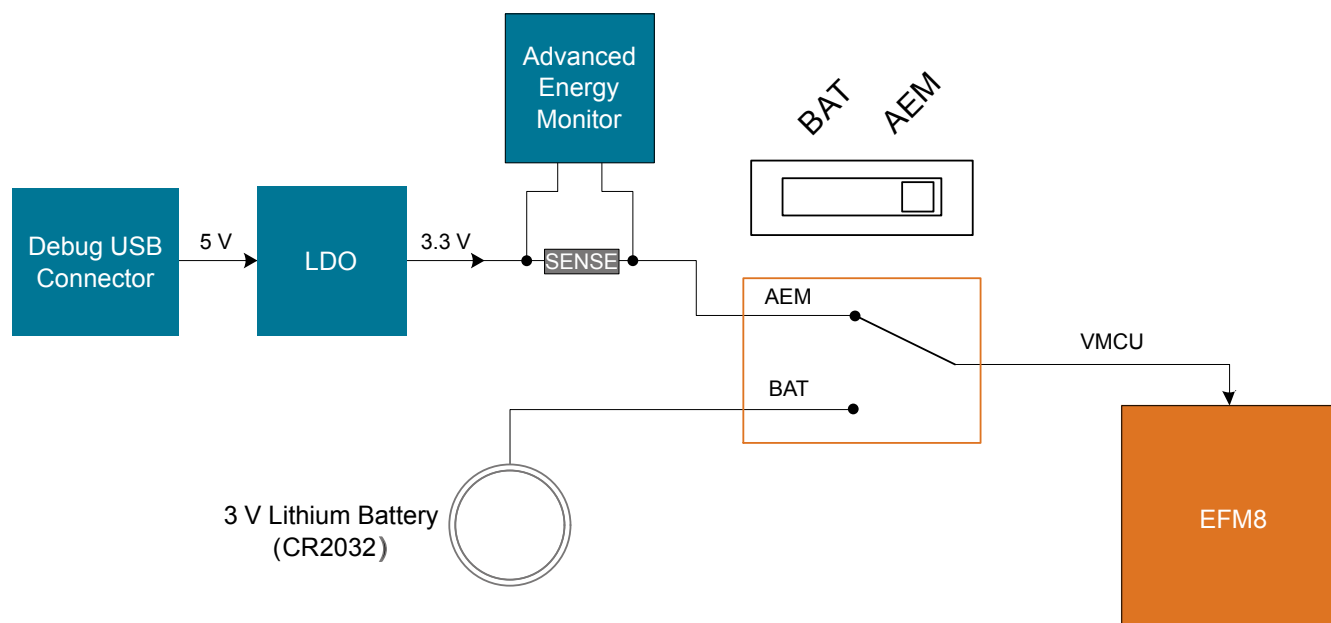 Advanced
Energy
Monitor
BAT
AEM
Debug USB
Connector
5 V
LDO
3.3 V
SENSE
AEM
VMCU
BAT
3 V Lithium Battery
(CR2032)
EFM8